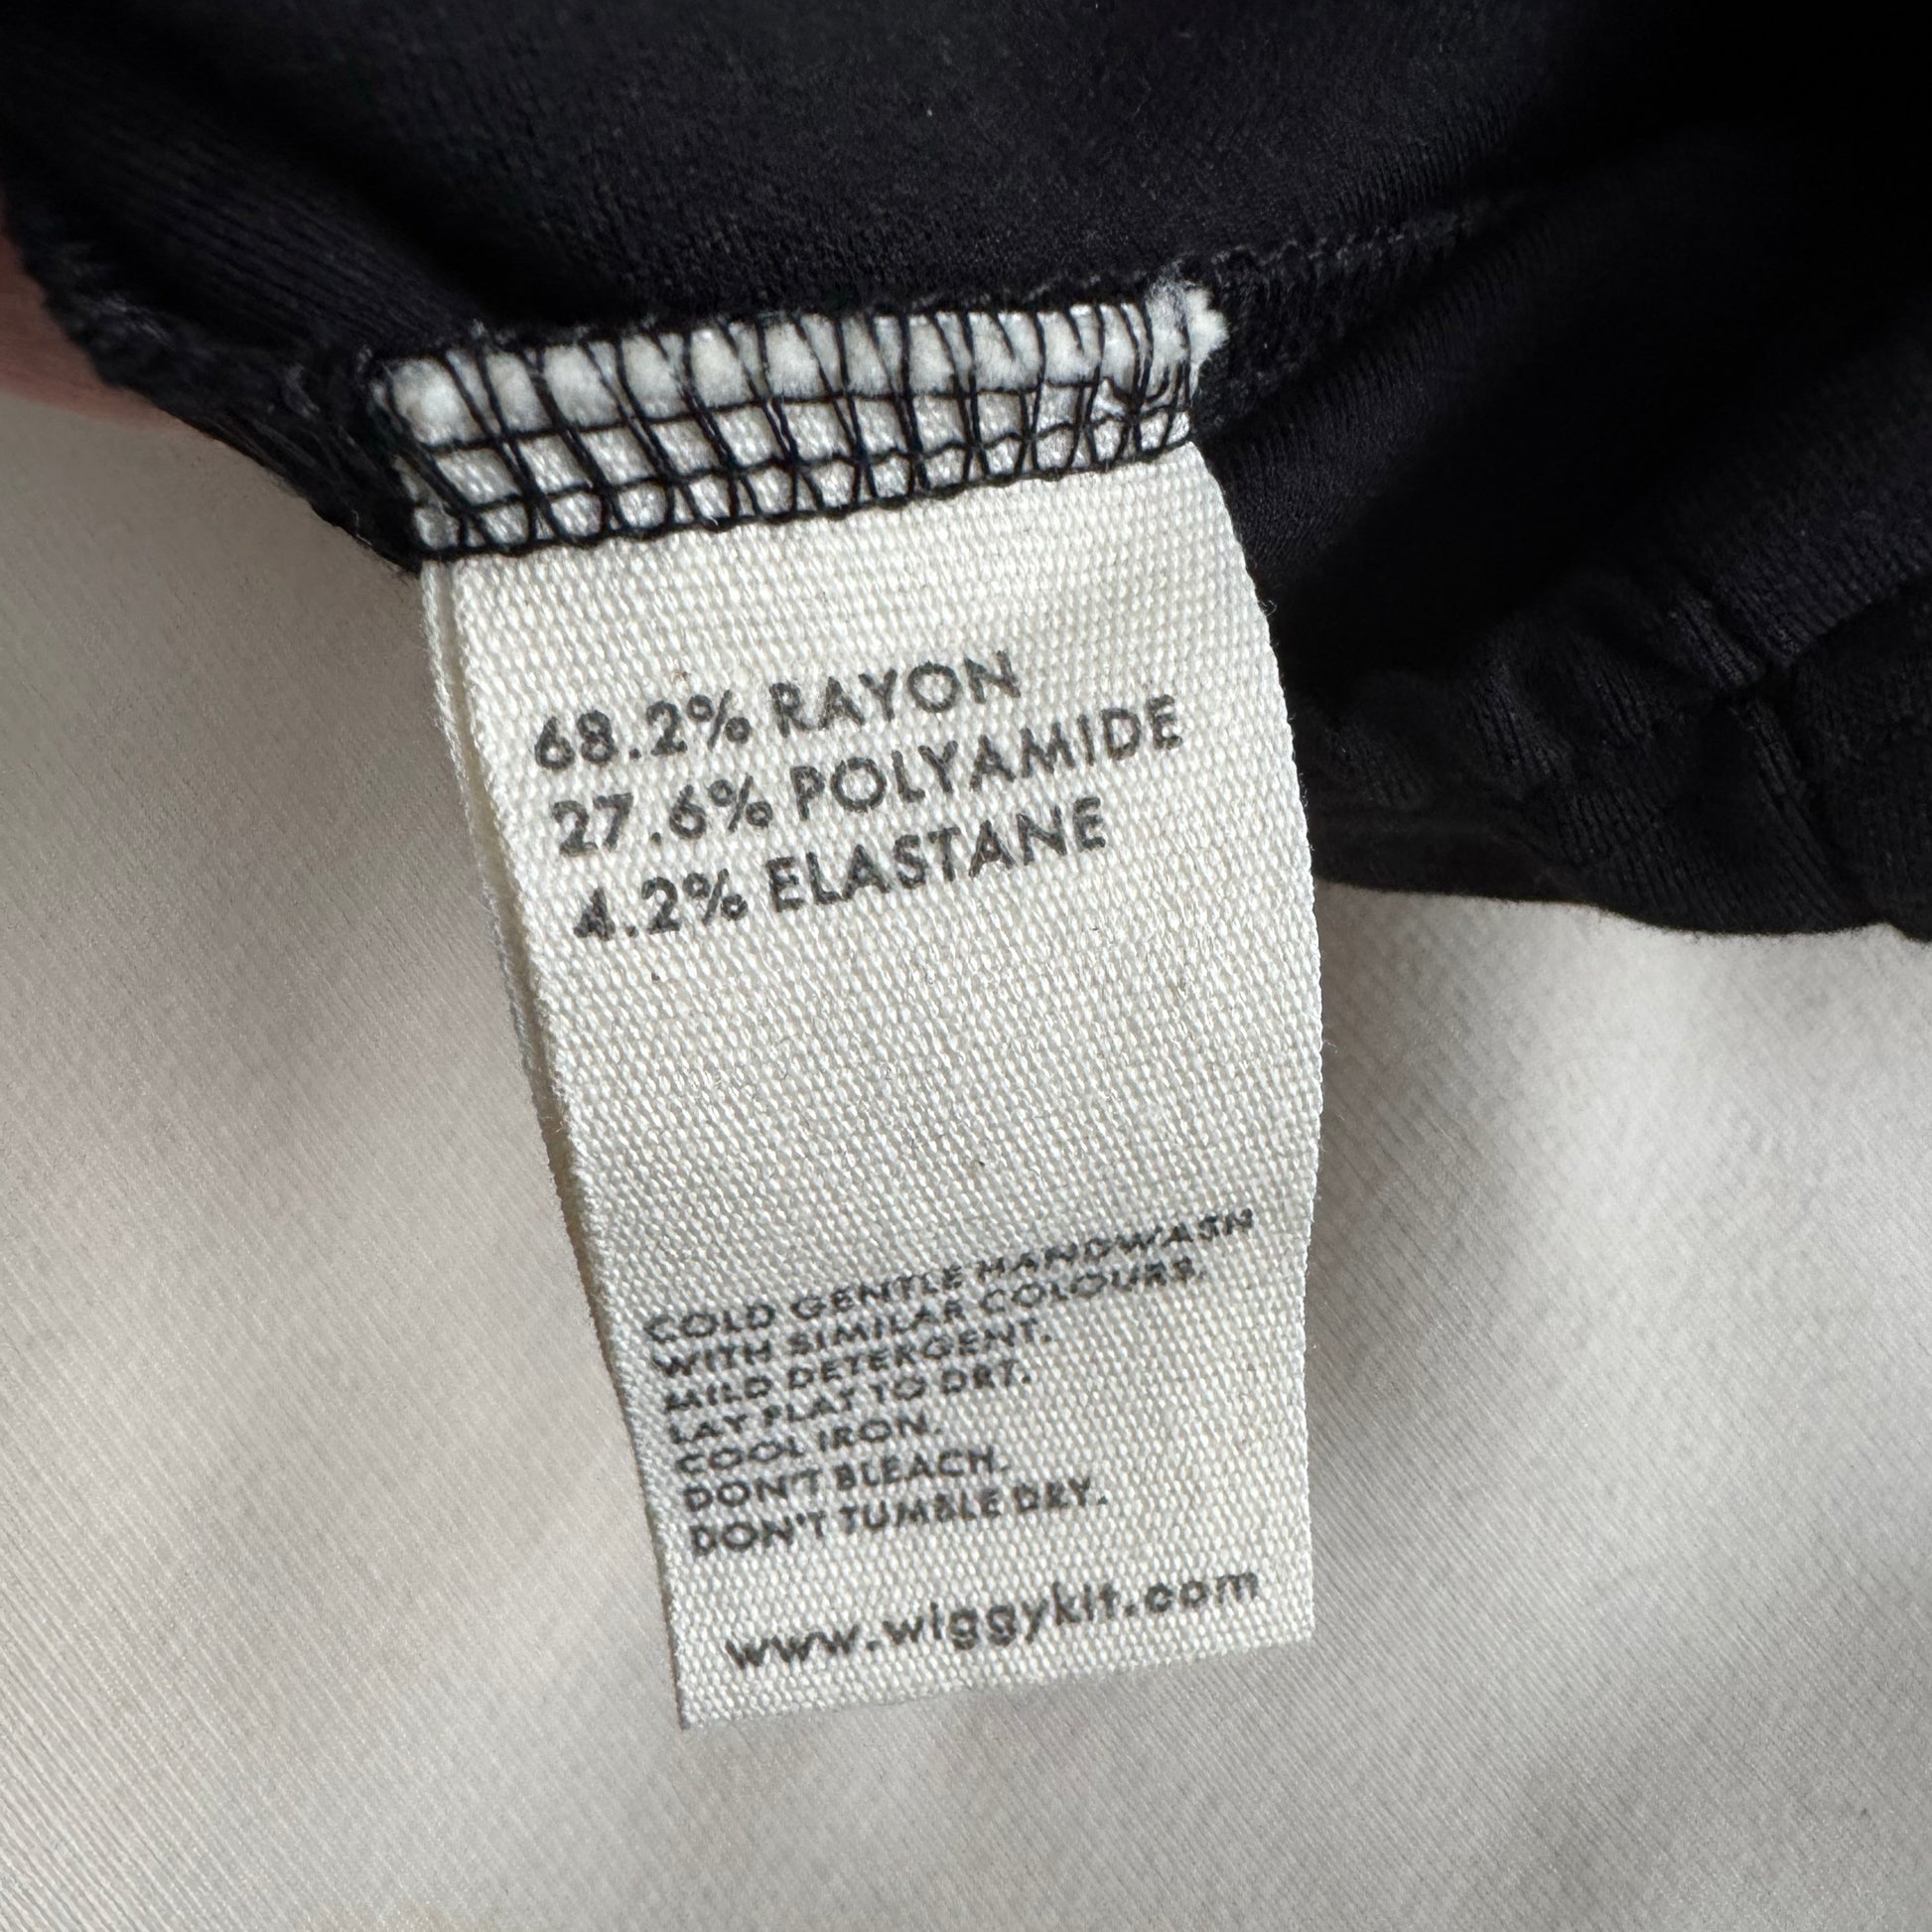 68.2% RAYON
27.6% POLYAMIDE
4.2% ELASTANE
COLD GENTLE HANDWASH
WITH SIMILAR COLOURS.
MILD DETERGENT.
LAY FLAT TO DRY.
COOL IRON.
DON'T BLEACH.
DON'T TUMBLE DRY.
www.wiggykit.com